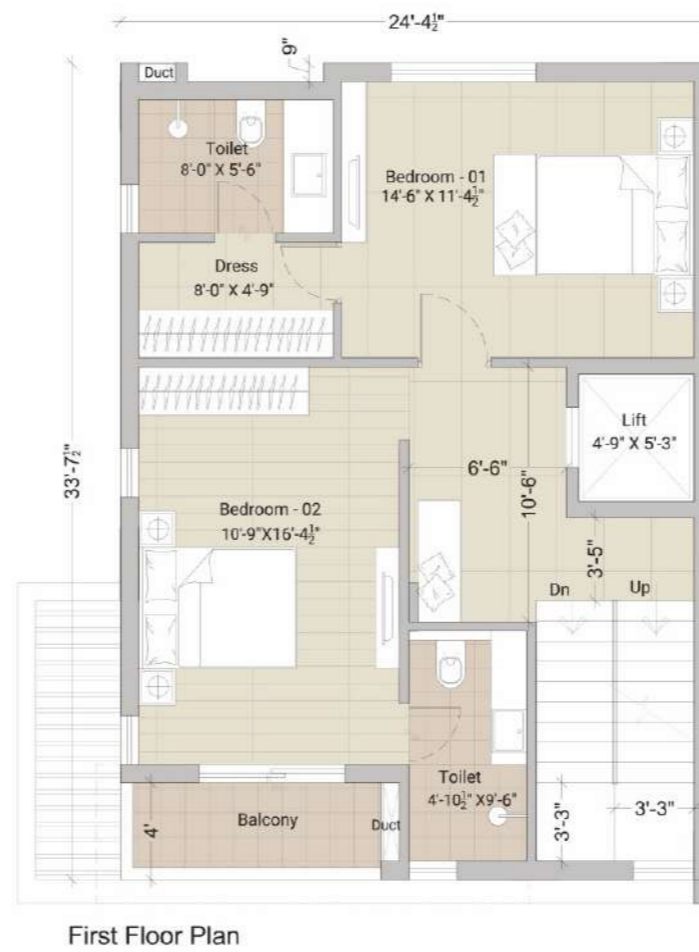 24'-4½"
9"
Duct
Toilet
8'-0" X 5'-6"
Bedroom - 01
14'-6" X 11'-4½"
Dress
8'-0" X 4'-9"
Lift
4'-9" X 5'-3"
6'-6"
10'-6"
33'-7½"
Bedroom - 02
10'-9"X16'-4½"
3'-5"
Dn
Up
Toilet
4'-10½" X9'-6"
Balcony
4'
Duct
3'-3"
3'-3"
First Floor Plan